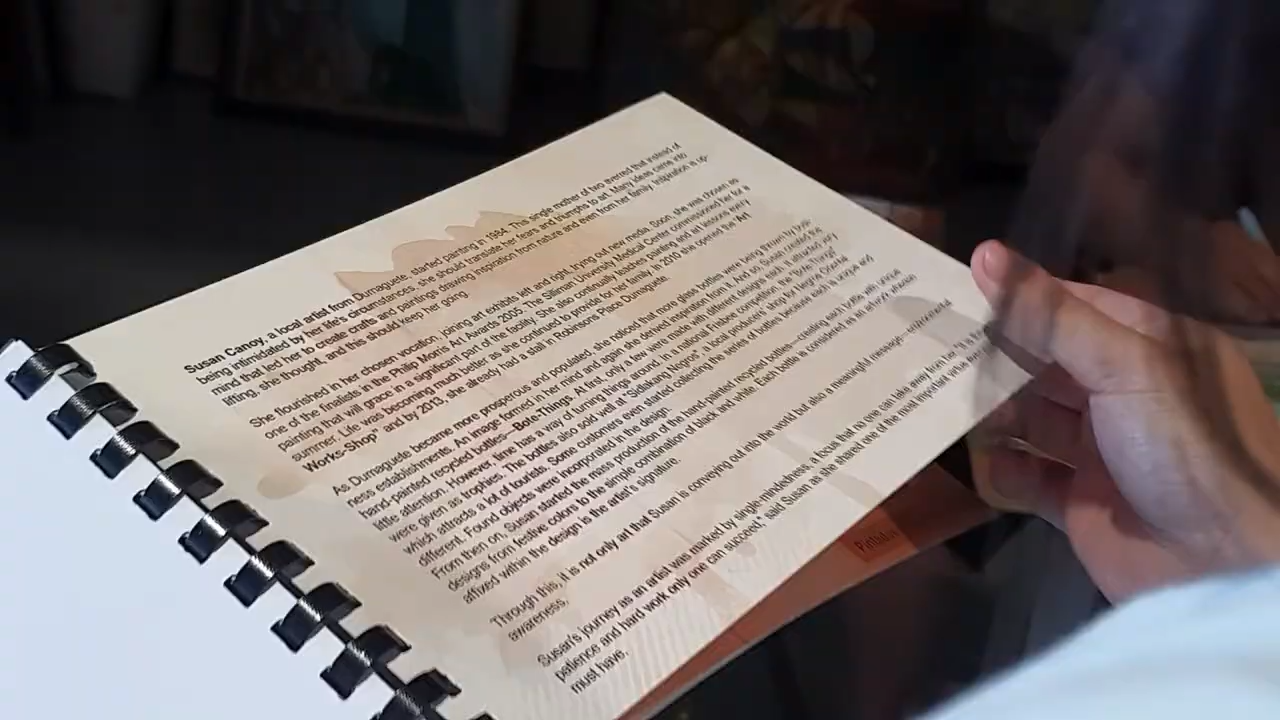 Susan Canoy, a local artist from Dumaguete, started painting in 1984. This single mother of two averred that instead of
being intimidated by her life's circumstances, she should translate her fears and triumphs to art. Many ideas came into
mind that led her to create crafts and paintings drawing inspiration from nature and even from her family. Inspiration is up-
lifting, she thought, and this should keep her going.
She flourished in her chosen vocation, joining art exhibits left and right, trying out new media. Soon, she was chosen as
one of the finalists in the Philip Morris Art Awards 2005. The Silliman University Medical Center commissioned her for a
painting that will grace in a significant part of the facility. She also continually teaches painting and art lessons every
summer. Life was becoming much better as she continued to provide for her family. In 2010 she opened the "Art
Works-Shop" and by 2013, she already had a stall in Robinsons Place Dumaguete.
As Dumaguete became more prosperous and populated, she noticed that more glass bottles were being thrown by busi-
ness establishments. An image formed in her mind and again she derived inspiration from it. And so, Susan created the
hand-painted recycled bottles—Bote-Things. At first, only a few were made with different designs each. It attracted very
little attention. However, time has a way of turning things around. In a national Frisbee competition, the "Bote Things"
were given as trophies. The bottles also sold well at "Sidlakang Negros", a local producers' shop for Negros Oriental
which attracts a lot of tourists. Some customers even started collecting the series of bottles because each is unique and
different. Found objects were incorporated in the design.
From then on, Susan started the mass production of the hand-painted recycled bottles—creating each bottle with unique
designs from festive colors to the simple combination of black and white. Each bottle is considered as an artwork wherein
affixed within the design is the artist's signature.
Through this, it is not only art that Susan is conveying out into the world but also a meaningful message—environmental
awareness.
Susan's journey as an artist was marked by single-mindedness, a focus that no one can take away from her. "It is through
patience and hard work only one can succeed," said Susan as she shared one of the most important
must have.